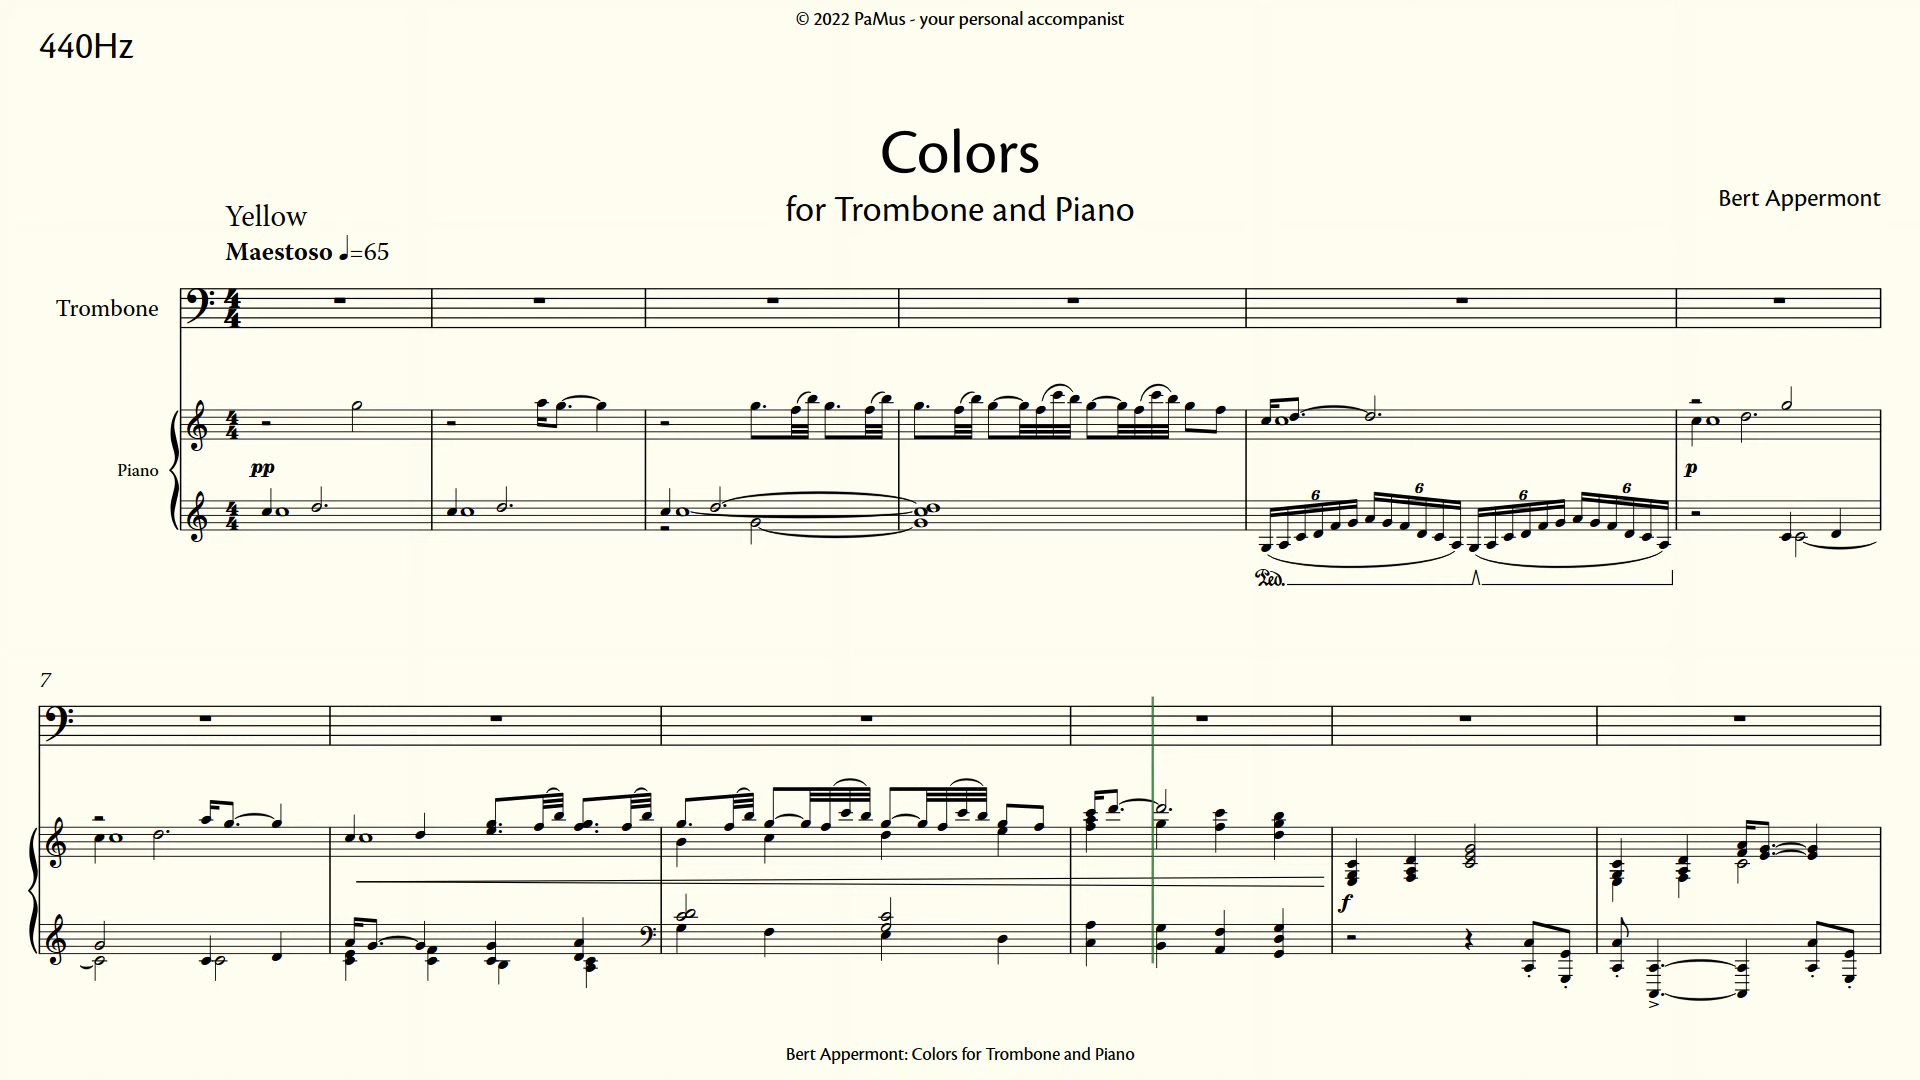 © 2022 PaMus - your personal accompanist
440Hz
Colors
for Trombone and Piano
Bert Appermont
Yellow
Maestoso ♩=65
Trombone
Piano
pp
6 6 6 6
p
Ped.
7
f
Bert Appermont: Colors for Trombone and Piano